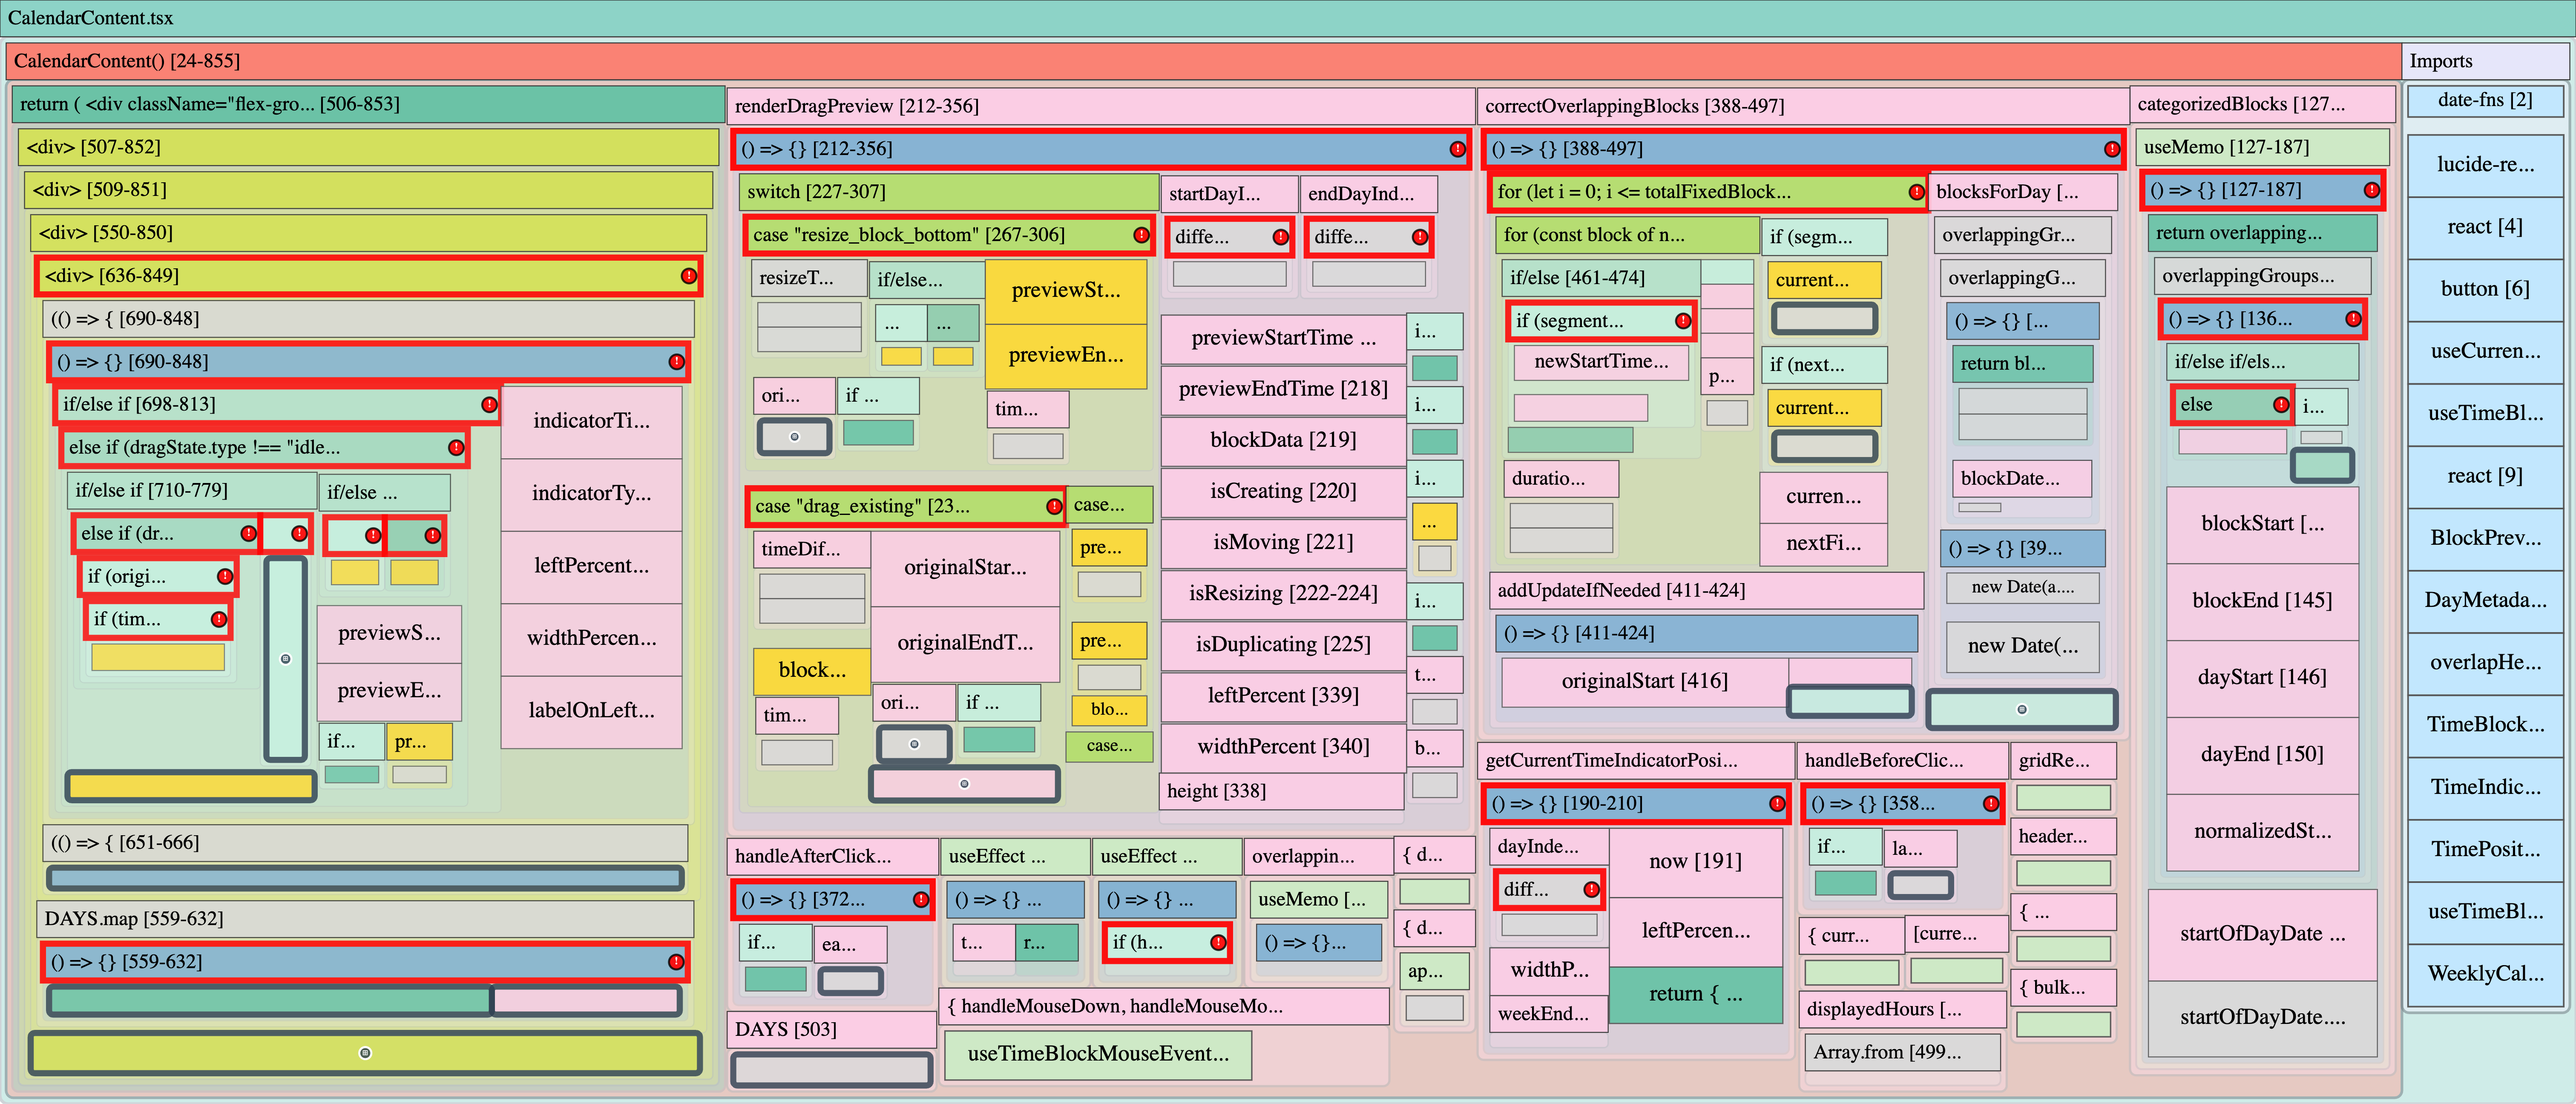 CalendarContent.tsx
CalendarContent() [24-855]
Imports
return ( <div className="flex-gro... [506-853]
<div> [507-852]
<div> [509-851]
<div> [550-850]
<div> [636-849]
(() => { [690-848]
() => {} [690-848]
if/else if [698-813]
else if (dragState.type !== "idle...
if/else if [710-779]
if/else ...
else if (dr...
if (origi...
if (tim...
previewS...
previewE...
if...
pr...
indicatorTi...
indicatorTy...
leftPercent...
widthPercen...
labelOnLeft...
(() => { [651-666]
DAYS.map [559-632]
() => {} [559-632]
renderDragPreview [212-356]
() => {} [212-356]
switch [227-307]
case "resize_block_bottom" [267-306]
resizeT...
if/else...
...
...
previewSt...
previewEn...
ori...
if ...
tim...
case "drag_existing" [23...
case...
timeDif...
originalStar...
originalEndT...
block...
tim...
ori...
if ...
pre...
pre...
blo...
case...
startDayI...
diffe...
endDayInd...
diffe...
previewStartTime ...
previewEndTime [218]
blockData [219]
isCreating [220]
isMoving [221]
isResizing [222-224]
isDuplicating [225]
leftPercent [339]
widthPercent [340]
height [338]
i...
i...
i...
...
i...
t...
b...
handleAfterClick...
() => {} [372...
if...
ea...
DAYS [503]
useEffect ...
() => {} ...
t...
r...
useEffect ...
() => {} ...
if (h...
overlappin...
useMemo [...
() => {}...
{ d...
{ d...
ap...
{ handleMouseDown, handleMouseMo...
useTimeBlockMouseEvent...
correctOverlappingBlocks [388-497]
() => {} [388-497]
for (let i = 0; i <= totalFixedBlock...
for (const block of n...
if/else [461-474]
if (segment...
newStartTime...
p...
duratio...
if (segm...
current...
if (next...
current...
curren...
nextFi...
addUpdateIfNeeded [411-424]
() => {} [411-424]
originalStart [416]
blocksForDay [...
overlappingGr...
overlappingG...
() => {} [...
return bl...
blockDate...
() => {} [39...
new Date(a....
new Date(...
getCurrentTimeIndicatorPosi...
() => {} [190-210]
dayInde...
diff...
widthP...
weekEnd...
now [191]
leftPercen...
return { ...
handleBeforeClic...
() => {} [358...
if...
la...
{ curr...
[curre...
displayedHours [...
Array.from [499...
gridRe...
header...
{ ...
{ bulk...
categorizedBlocks [127...
useMemo [127-187]
() => {} [127-187]
return overlapping...
overlappingGroups...
() => {} [136...
if/else if/els...
else
i...
blockStart [...
blockEnd [145]
dayStart [146]
dayEnd [150]
normalizedSt...
startOfDayDate ...
startOfDayDate....
date-fns [2]
lucide-re...
react [4]
button [6]
useCurren...
useTimeBl...
react [9]
BlockPrev...
DayMetada...
overlapHe...
TimeBlock...
TimeIndic...
TimePosit...
useTimeBl...
WeeklyCal...